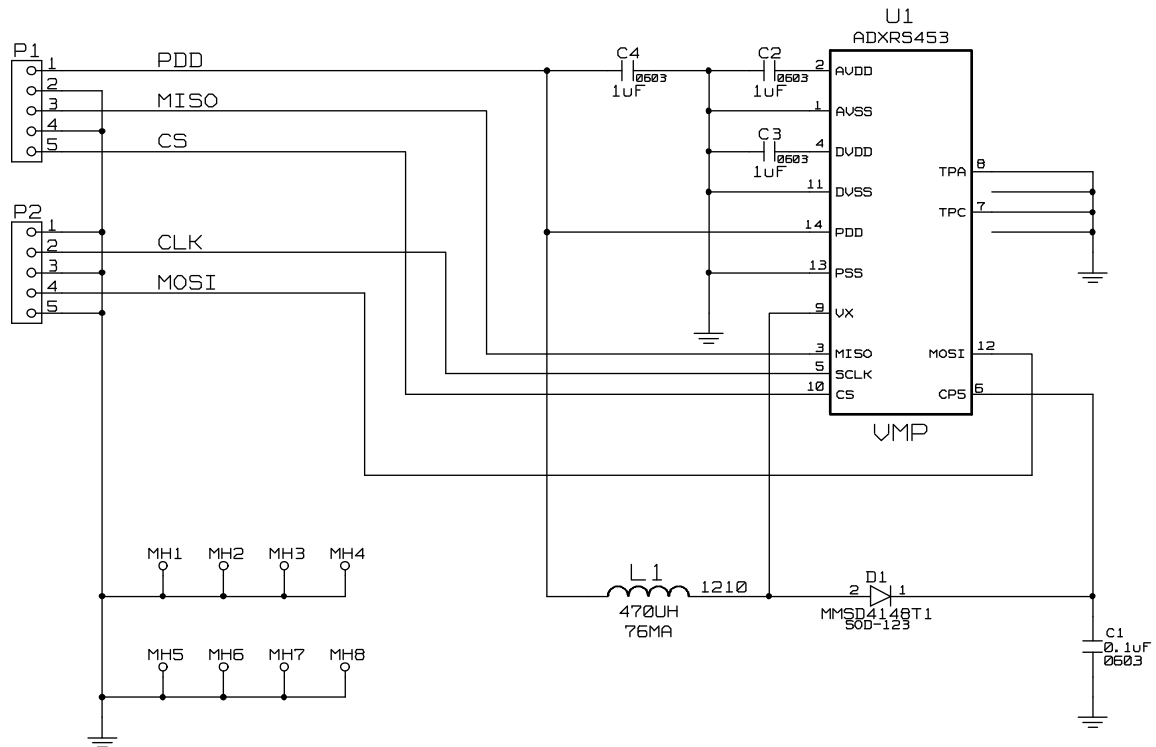 U1
ADXRS453
P1
1
2
3
4
5
PDD
MISO
CS
C4
0603
1uF
C2
0603
1uF
C3
0603
1uF
2 AVDD
1 AVSS
4 DVDD
11 DVSS
14 PDD
13 PSS
9 VX
3 MISO
5 SCLK
10 CS
TPA 8
TPC 7
MOSI 12
CP5 6
VMP
P2
1
2
3
4
5
CLK
MOSI
MH1 MH2 MH3 MH4
MH5 MH6 MH7 MH8
L1
1210
470UH
76MA
D1
2 1
MMSD4148T1
SOD-123
C1
0.1uF
0603